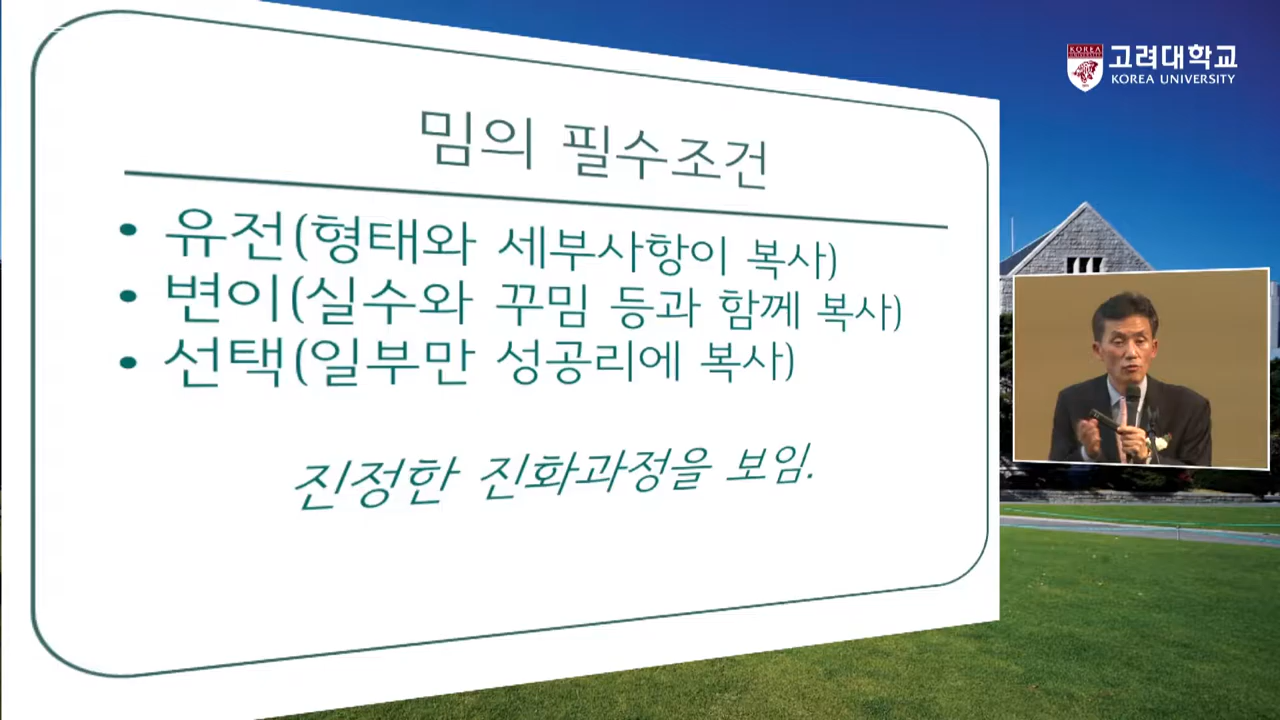 밈의 필수조건
• 유전(형태와 세부사항이 복사)
• 변이(실수와 꾸밈 등과 함께 복사)
• 선택(일부만 성공리에 복사)
진정한 진화과정을 보임.
KOREA
고려대학교
KOREA UNIVERSITY